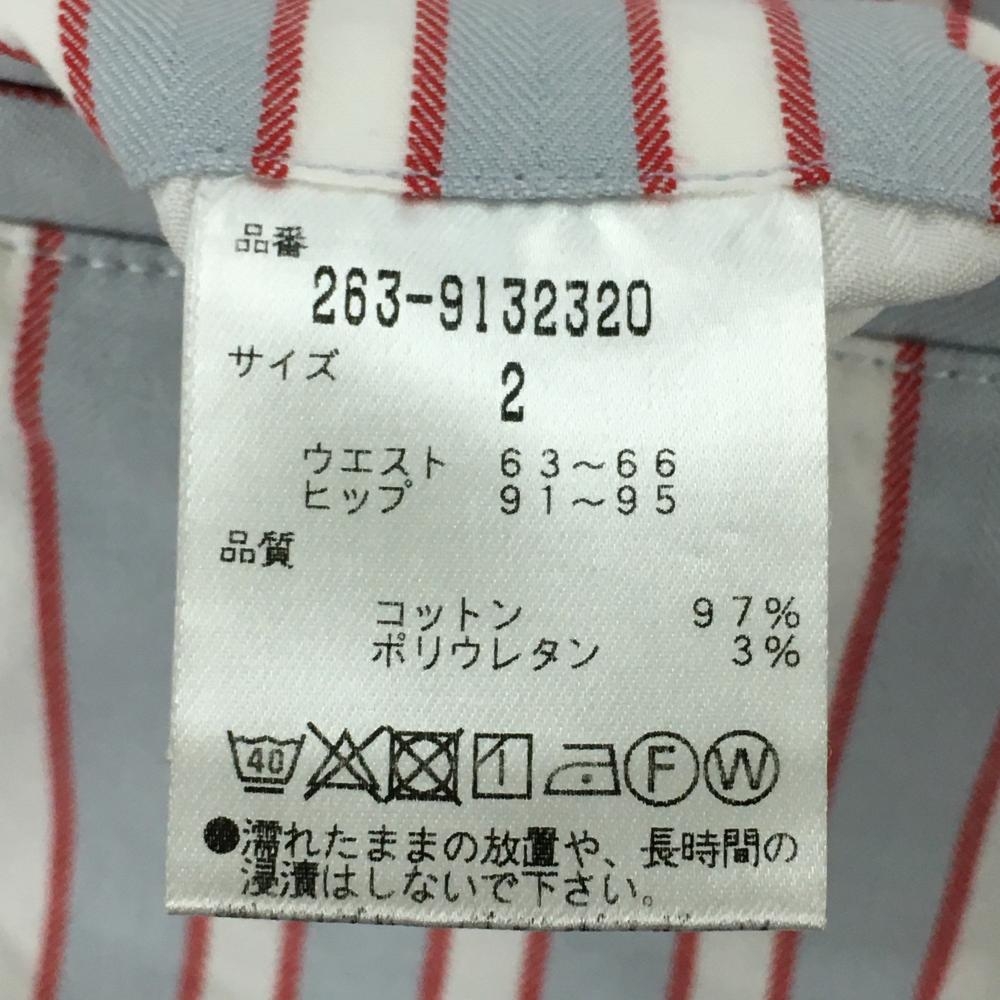 品番
263-9132320
サイズ
2
ウエスト 63～66
ヒップ 91～95
品質
コットン 97%
ポリウレタン 3%
40 F W
●濡れたままの放置や、長時間の
浸漬はしないで下さい。